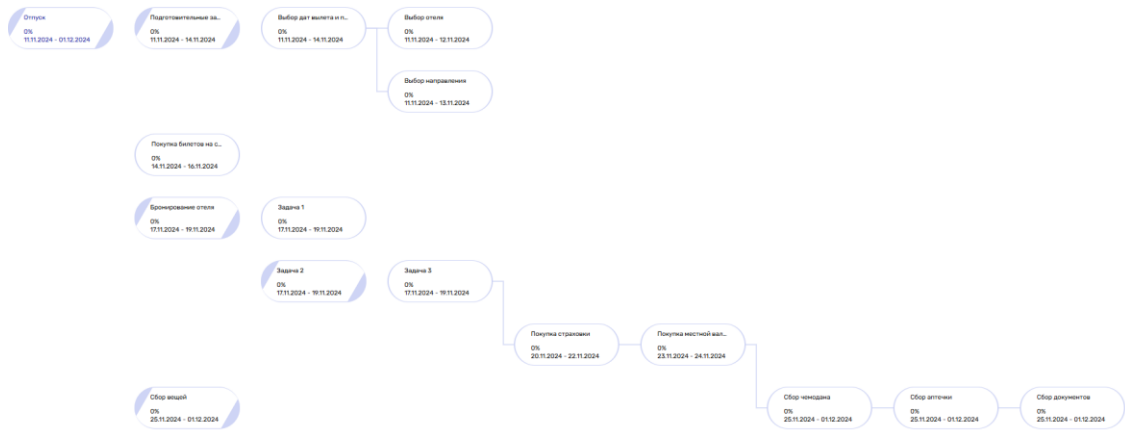 Отпуск
0%
11.11.2024 - 01.12.2024
Подготовительные за...
0%
11.11.2024 - 14.11.2024
Выбор дат вылета и п...
0%
11.11.2024 - 14.11.2024
Выбор отеля
0%
11.11.2024 - 12.11.2024
Выбор направления
0%
11.11.2024 - 13.11.2024
Покупка билетов на с...
0%
14.11.2024 - 16.11.2024
Бронирование отеля
0%
17.11.2024 - 19.11.2024
Задача 1
0%
17.11.2024 - 19.11.2024
Задача 2
0%
17.11.2024 - 19.11.2024
Задача 3
0%
17.11.2024 - 19.11.2024
Покупка страховки
0%
20.11.2024 - 22.11.2024
Покупка местной вал...
0%
23.11.2024 - 24.11.2024
Сбор вещей
0%
25.11.2024 - 01.12.2024
Сбор чемодана
0%
25.11.2024 - 01.12.2024
Сбор аптечки
0%
25.11.2024 - 01.12.2024
Сбор документов
0%
25.11.2024 - 01.12.2024